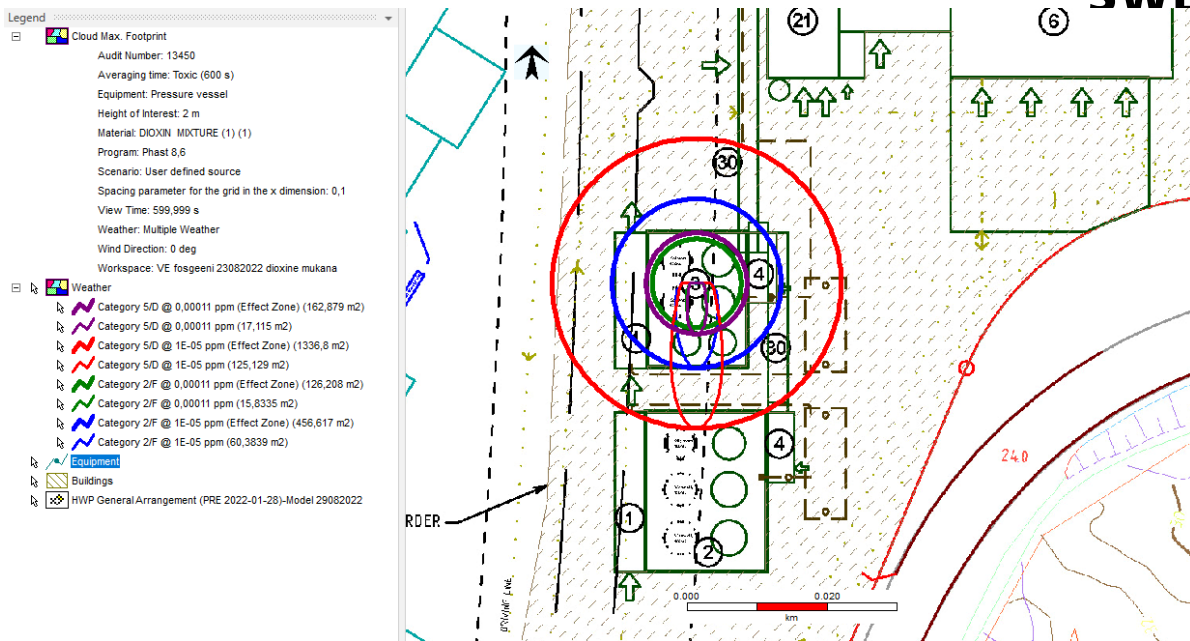 Legend
Cloud Max. Footprint
Audit Number: 13450
Averaging time: Toxic (600 s)
Equipment: Pressure vessel
Height of Interest: 2 m
Material: DIOXIN MIXTURE (1) (1)
Program: Phast 8,6
Scenario: User defined source
Spacing parameter for the grid in the x dimension: 0,1
View Time: 599,999 s
Weather: Multiple Weather
Wind Direction: 0 deg
Workspace: VE fosgeeni 23082022 dioxine mukana
Weather
Category 5/D @ 0,00011 ppm (Effect Zone) (162,879 m2)
Category 5/D @ 0,00011 ppm (17,115 m2)
Category 5/D @ 1E-05 ppm (Effect Zone) (1336,8 m2)
Category 5/D @ 1E-05 ppm (125,129 m2)
Category 2/F @ 0,00011 ppm (Effect Zone) (126,208 m2)
Category 2/F @ 0,00011 ppm (15,8335 m2)
Category 2/F @ 1E-05 ppm (Effect Zone) (456,617 m2)
Category 2/F @ 1E-05 ppm (60,3839 m2)
Equipment
Buildings
HWP General Arrangement (PRE 2022-01-28)-Model 29082022
21
6
30
4
3
30
4
1
2
RDER
24.0
0.000
0.020
km